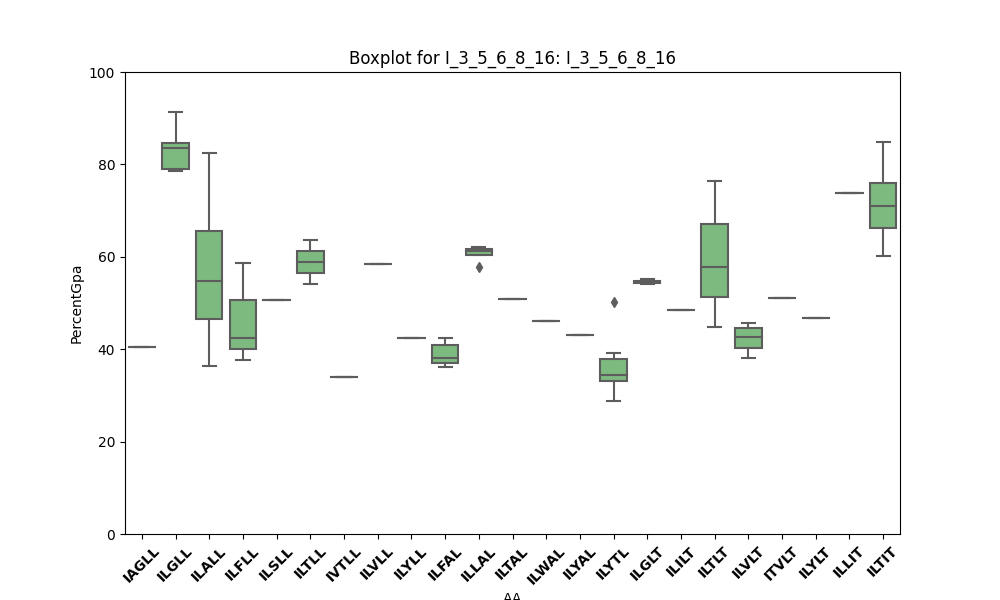 Boxplot for I_3_5_6_8_16: I_3_5_6_8_16
100
80
60
40
20
0
PercentGpa
IAGLL ILGLL ILALL ILFLL ILSLL ILTLL IVTLL ILVLL ILYLL ILFAL ILLAL ILTAL ILWAL ILYAL ILYTL ILGLT ILILT ILTLT ILVLT ITVLT ILYLT ILLIT ILTIT
AA